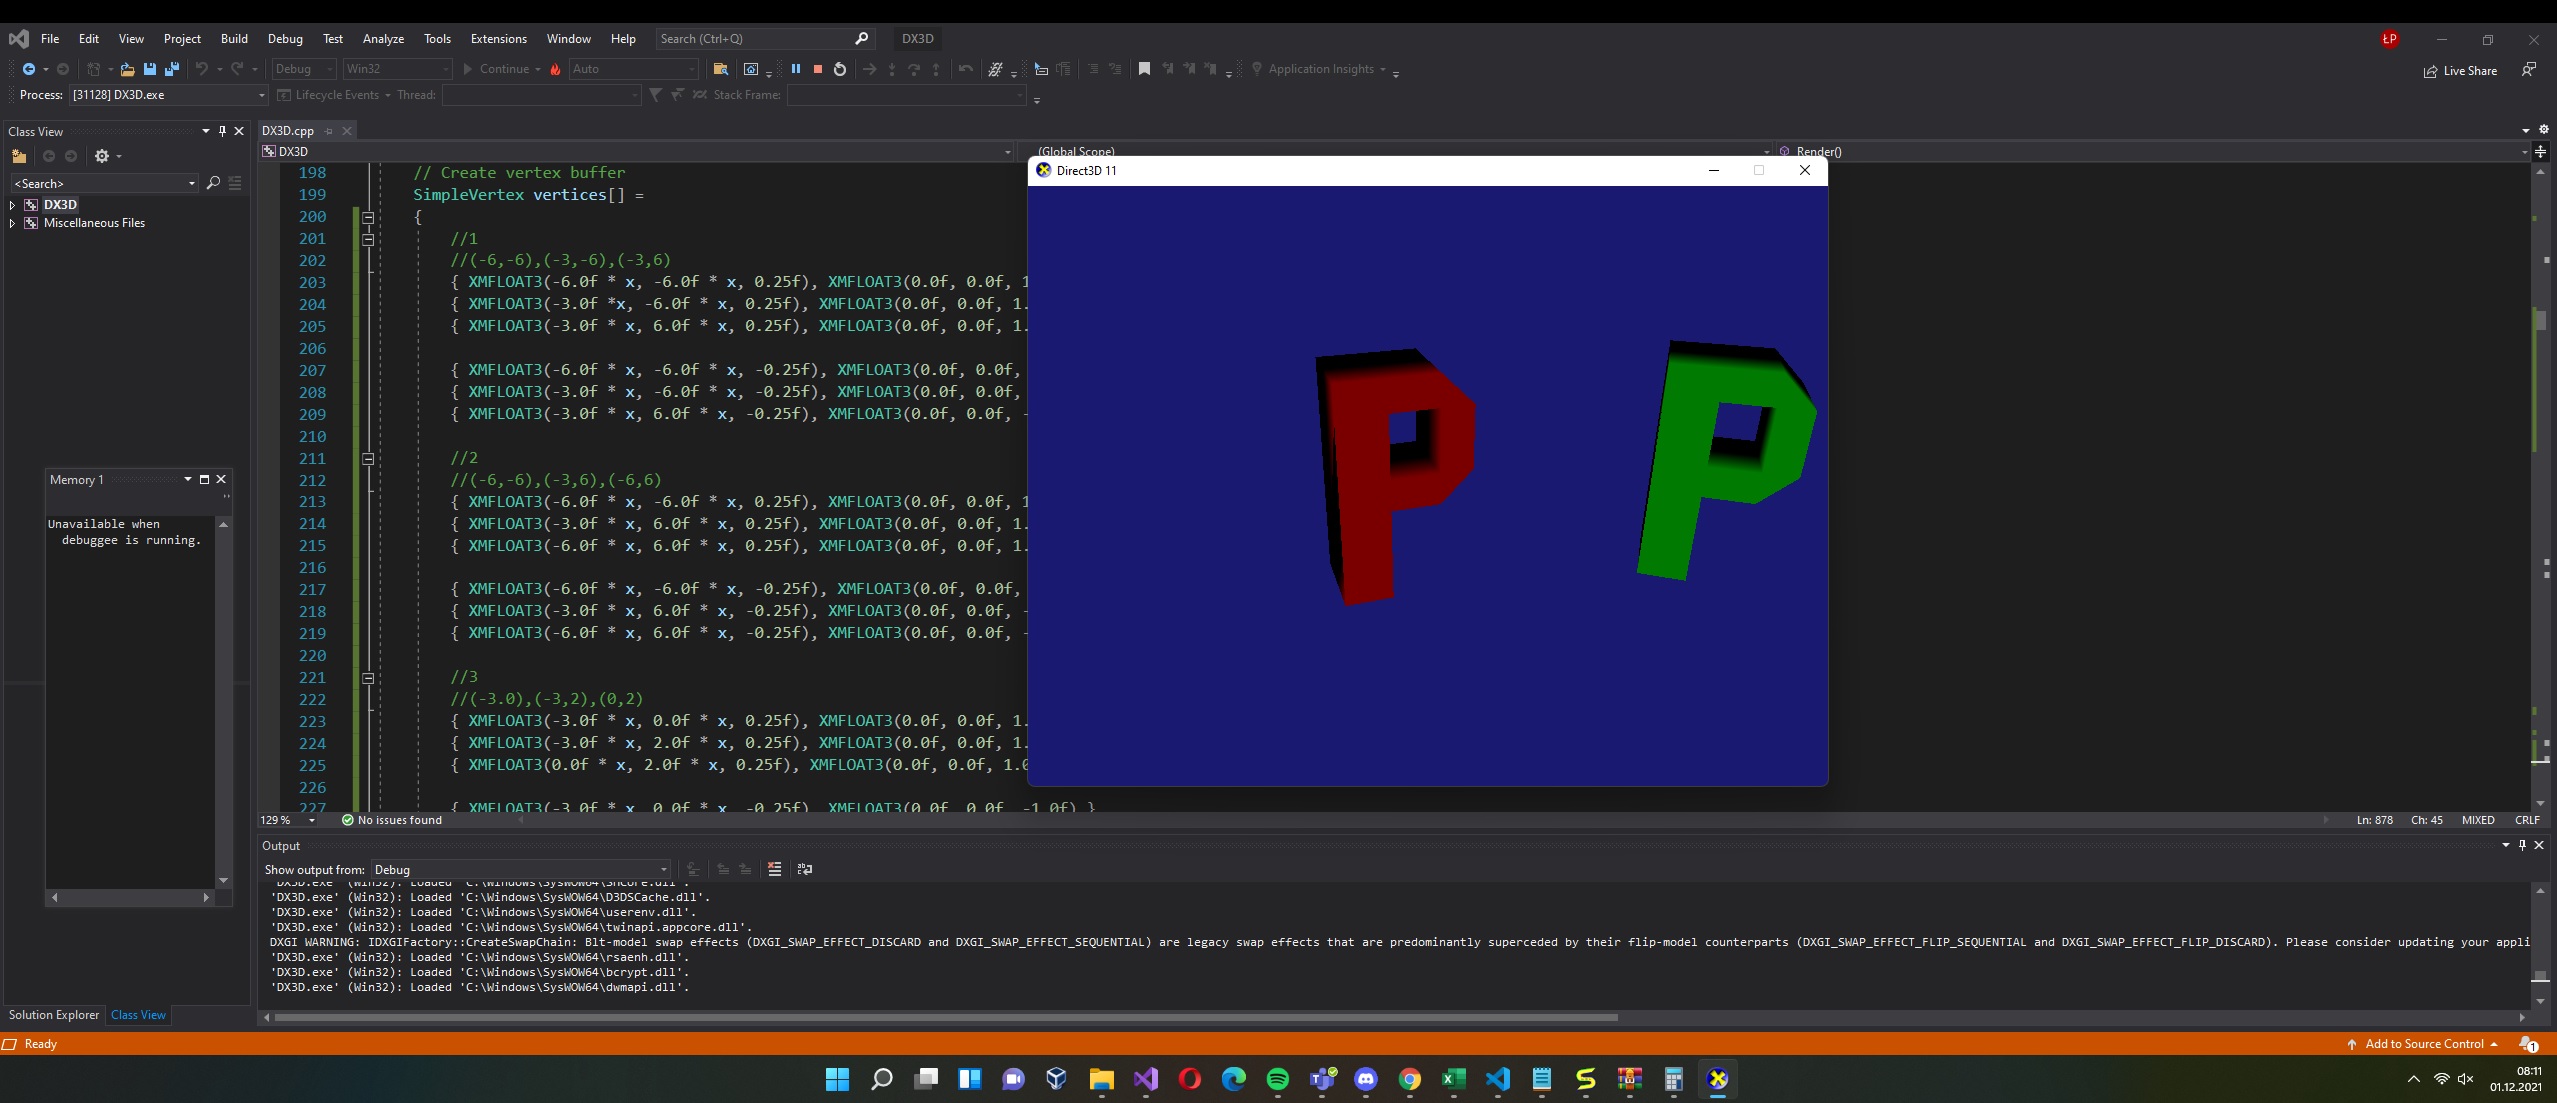 File Edit View Project Build Debug Test Analyze Tools Extensions Window Help Search (Ctrl+Q) DX3D ŁP
Debug Win32 Continue Auto Application Insights Live Share
Process: [31128] DX3D.exe Lifecycle Events Thread: Stack Frame:
Class View
<Search>
DX3D
Miscellaneous Files
Memory 1
Unavailable when
debuggee is running.
Solution Explorer Class View
DX3D.cpp
DX3D (Global Scope) Render()
198 // Create vertex buffer
199 SimpleVertex vertices[] =
200 {
201 //1
202 //(-6,-6),(-3,-6),(-3,6)
203 { XMFLOAT3(-6.0f * x, -6.0f * x, 0.25f), XMFLOAT3(0.0f, 0.0f, 1
204 { XMFLOAT3(-3.0f *x, -6.0f * x, 0.25f), XMFLOAT3(0.0f, 0.0f, 1.
205 { XMFLOAT3(-3.0f * x, 6.0f * x, 0.25f), XMFLOAT3(0.0f, 0.0f, 1.
206
207 { XMFLOAT3(-6.0f * x, -6.0f * x, -0.25f), XMFLOAT3(0.0f, 0.0f,
208 { XMFLOAT3(-3.0f * x, -6.0f * x, -0.25f), XMFLOAT3(0.0f, 0.0f,
209 { XMFLOAT3(-3.0f * x, 6.0f * x, -0.25f), XMFLOAT3(0.0f, 0.0f, -
210
211 //2
212 //(-6,-6),(-3,6),(-6,6)
213 { XMFLOAT3(-6.0f * x, -6.0f * x, 0.25f), XMFLOAT3(0.0f, 0.0f, 1
214 { XMFLOAT3(-3.0f * x, 6.0f * x, 0.25f), XMFLOAT3(0.0f, 0.0f, 1.
215 { XMFLOAT3(-6.0f * x, 6.0f * x, 0.25f), XMFLOAT3(0.0f, 0.0f, 1.
216
217 { XMFLOAT3(-6.0f * x, -6.0f * x, -0.25f), XMFLOAT3(0.0f, 0.0f,
218 { XMFLOAT3(-3.0f * x, 6.0f * x, -0.25f), XMFLOAT3(0.0f, 0.0f, -
219 { XMFLOAT3(-6.0f * x, 6.0f * x, -0.25f), XMFLOAT3(0.0f, 0.0f, -
220
221 //3
222 //(-3.0),(-3,2),(0,2)
223 { XMFLOAT3(-3.0f * x, 0.0f * x, 0.25f), XMFLOAT3(0.0f, 0.0f, 1.
224 { XMFLOAT3(-3.0f * x, 2.0f * x, 0.25f), XMFLOAT3(0.0f, 0.0f, 1.
225 { XMFLOAT3(0.0f * x, 2.0f * x, 0.25f), XMFLOAT3(0.0f, 0.0f, 1.0
226
227 { XMFLOAT3(-3.0f * x, 0.0f * x, -0.25f), XMFLOAT3(0.0f, 0.0f, -1.0f) }
Direct3D 11
P P
129 % No issues found Ln: 878 Ch: 45 MIXED CRLF
Output
Show output from: Debug
'DX3D.exe' (Win32): Loaded 'C:\Windows\SysWOW64\SHCore.dll'.
'DX3D.exe' (Win32): Loaded 'C:\Windows\SysWOW64\D3DSCache.dll'.
'DX3D.exe' (Win32): Loaded 'C:\Windows\SysWOW64\userenv.dll'.
'DX3D.exe' (Win32): Loaded 'C:\Windows\SysWOW64\twinapi.appcore.dll'.
DXGI WARNING: IDXGIFactory::CreateSwapChain: Blt-model swap effects (DXGI_SWAP_EFFECT_DISCARD and DXGI_SWAP_EFFECT_SEQUENTIAL) are legacy swap effects that are predominantly superceded by their flip-model counterparts (DXGI_SWAP_EFFECT_FLIP_SEQUENTIAL and DXGI_SWAP_EFFECT_FLIP_DISCARD). Please consider updating your appli
'DX3D.exe' (Win32): Loaded 'C:\Windows\SysWOW64\rsaenh.dll'.
'DX3D.exe' (Win32): Loaded 'C:\Windows\SysWOW64\bcrypt.dll'.
'DX3D.exe' (Win32): Loaded 'C:\Windows\SysWOW64\dwmapi.dll'.
Ready Add to Source Control 1
08:11
01.12.2021